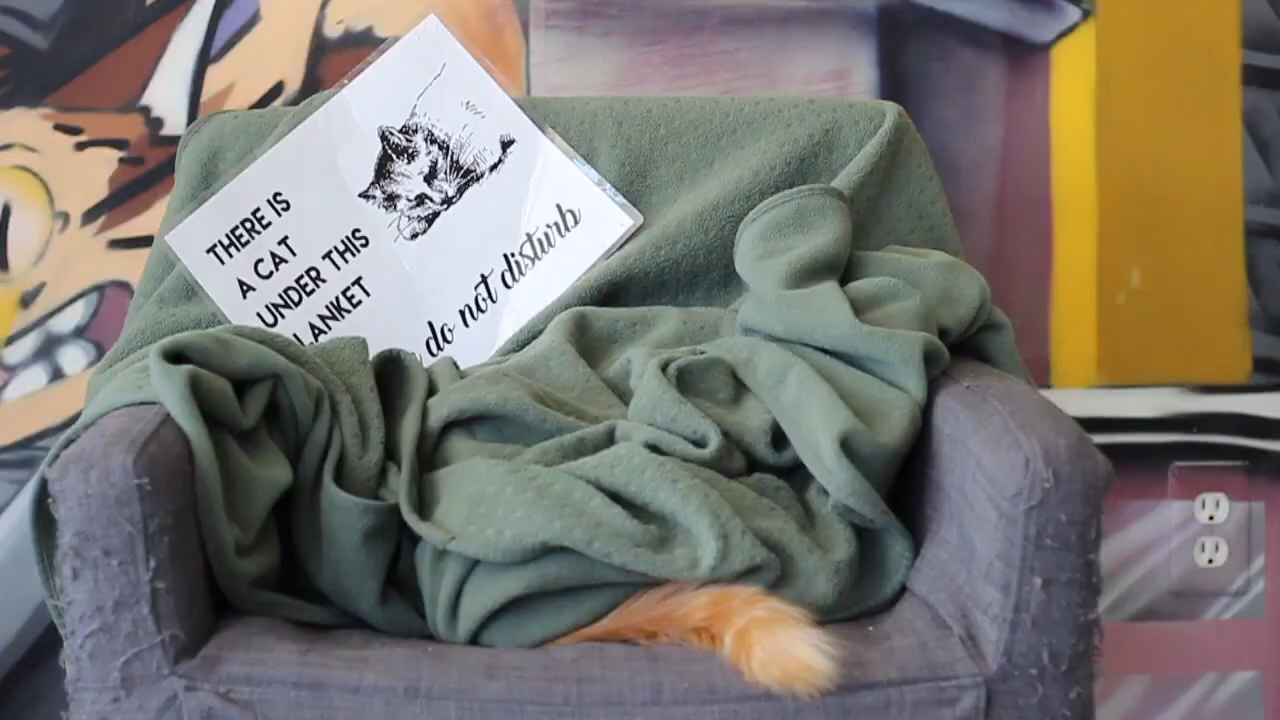 THERE IS
A CAT
UNDER THIS
LANKET
do not disturb